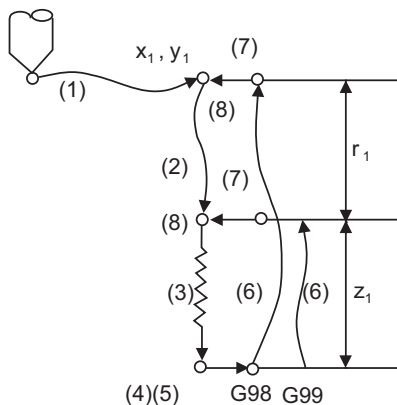 x1 , y1 (7)
(1)
(8)
r1
(2)
(7)
(8)
(3) (6) (6) z1
(4)(5) G98 G99